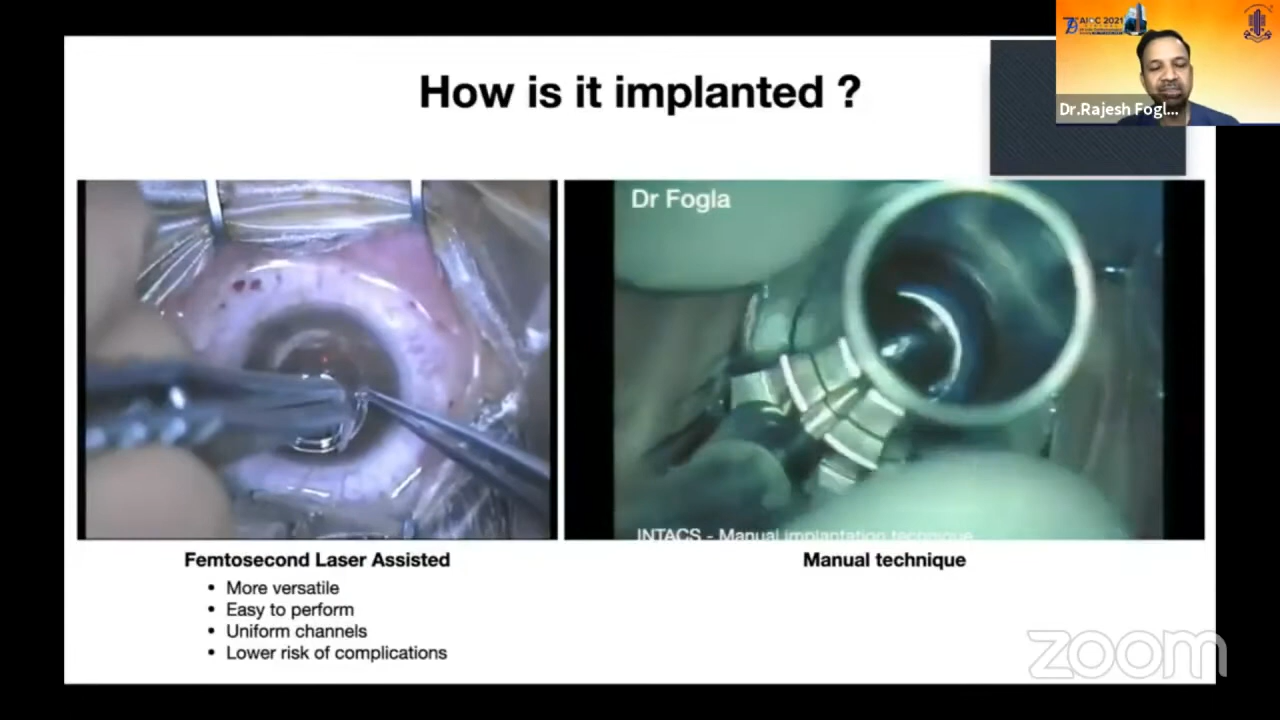 How is it implanted ?
AIOC 2021
Dr.Rajesh Fogl...
Dr Fogla
INTACS - Manual implantation technique
Femtosecond Laser Assisted
• More versatile
• Easy to perform
• Uniform channels
• Lower risk of complications
Manual technique
zoom